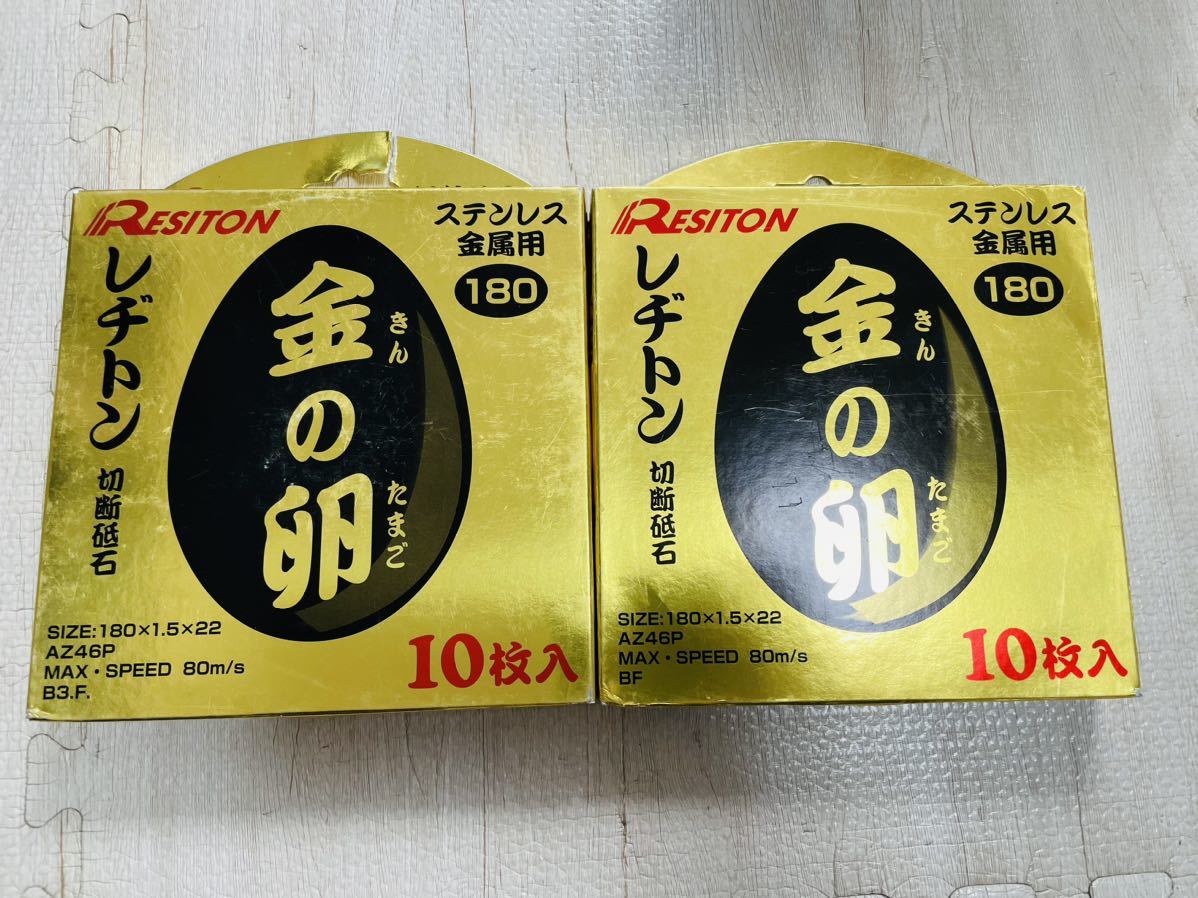 RESITON
ステンレス
金属用
180
レヂトン
切断砥石
金の卵
きん
たまご
SIZE:180×1.5×22
AZ46P
MAX・SPEED 80m/s
B3.F.
10枚入
RESITON
ステンレス
金属用
180
レヂトン
切断砥石
金の卵
きん
たまご
SIZE:180×1.5×22
AZ46P
MAX・SPEED 80m/s
BF
10枚入